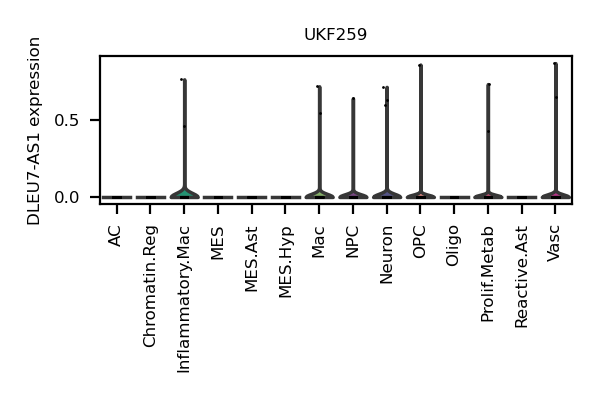 UKF259
DLEU7-AS1 expression
0.5
0.0
AC
Chromatin.Reg
Inflammatory.Mac
MES
MES.Ast
MES.Hyp
Mac
NPC
Neuron
OPC
Oligo
Prolif.Metab
Reactive.Ast
Vasc